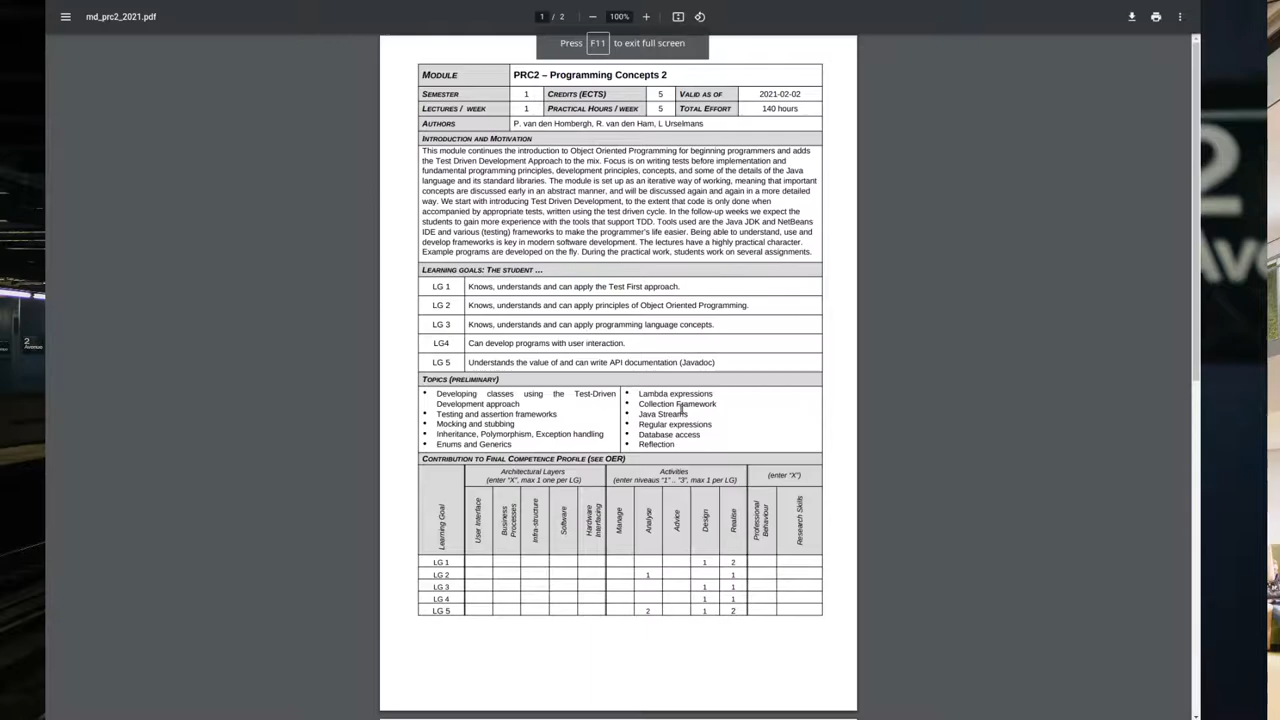 md_prc2_2021.pdf
1 / 2
100%
Press F11 to exit full screen
MODULE PRC2 – Programming Concepts 2
SEMESTER 1 CREDITS (ECTS) 5 VALID AS OF 2021-02-02
LECTURES / WEEK 1 PRACTICAL HOURS / WEEK 5 TOTAL EFFORT 140 hours
AUTHORS P. van den Hombergh, R. van den Ham, L Urselmans
INTRODUCTION AND MOTIVATION
This module continues the introduction to Object Oriented Programming for beginning programmers and adds
the Test Driven Development Approach to the mix. Focus is on writing tests before implementation and
fundamental programming principles, development principles, concepts, and some of the details of the Java
language and its standard libraries. The module is set up as an iterative way of working, meaning that important
concepts are discussed early in an abstract manner, and will be discussed again and again in a more detailed
way. We start with introducing Test Driven Development, to the extent that code is only done when
accompanied by appropriate tests, written using the test driven cycle. In the follow-up weeks we expect the
students to gain more experience with the tools that support TDD. Tools used are the Java JDK and NetBeans
IDE and various (testing) frameworks to make the programmer's life easier. Being able to understand, use and
develop frameworks is key in modern software development. The lectures have a highly practical character.
Example programs are developed on the fly. During the practical work, students work on several assignments.
LEARNING GOALS: THE STUDENT ...
LG 1 Knows, understands and can apply the Test First approach.
LG 2 Knows, understands and can apply principles of Object Oriented Programming.
LG 3 Knows, understands and can apply programming language concepts.
LG4 Can develop programs with user interaction.
LG 5 Understands the value of and can write API documentation (Javadoc)
TOPICS (PRELIMINARY)
• Developing classes using the Test-Driven
Development approach
• Testing and assertion frameworks
• Mocking and stubbing
• Inheritance, Polymorphism, Exception handling
• Enums and Generics
• Lambda expressions
• Collection Framework
• Java Streams
• Regular expressions
• Database access
• Reflection
CONTRIBUTION TO FINAL COMPETENCE PROFILE (SEE OER)
Architectural Layers
(enter "X", max 1 one per LG)
Activities
(enter niveaus "1" .. "3", max 1 per LG)
(enter "X")
Learning Goal
User Interface
Business
Processes
Infra-structure
Software
Hardware
Interfacing
Manage
Analyse
Advice
Design
Realise
Professional
Behaviour
Research Skills
LG 1 1 2
LG 2 1 1
LG 3 1 1
LG 4 1 1
LG 5 2 1 2
2
Avenue
2
Ave